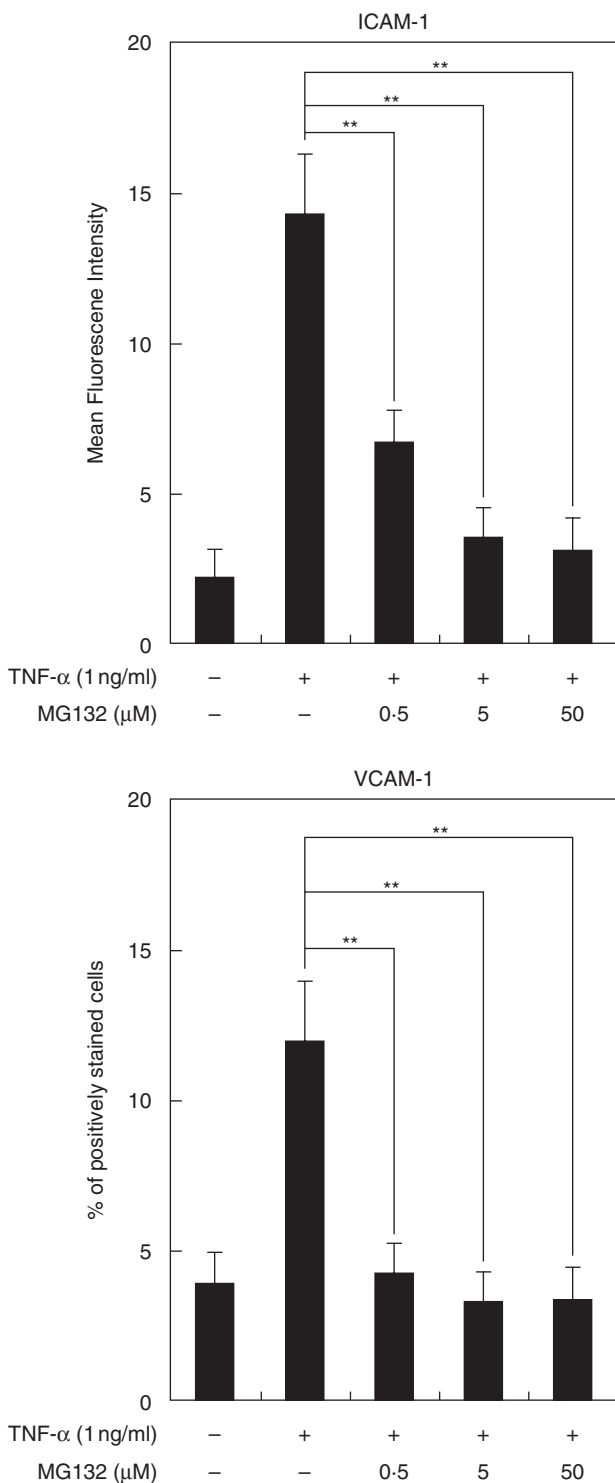 ICAM-1
20
15
10
5
0
Mean Fluorescene Intensity
**
**
**
TNF-α (1 ng/ml) – + + + +
MG132 (μM) – – 0·5 5 50
VCAM-1
20
15
10
5
0
% of positively stained cells
**
**
**
TNF-α (1 ng/ml) – + + + +
MG132 (μM) – – 0·5 5 50